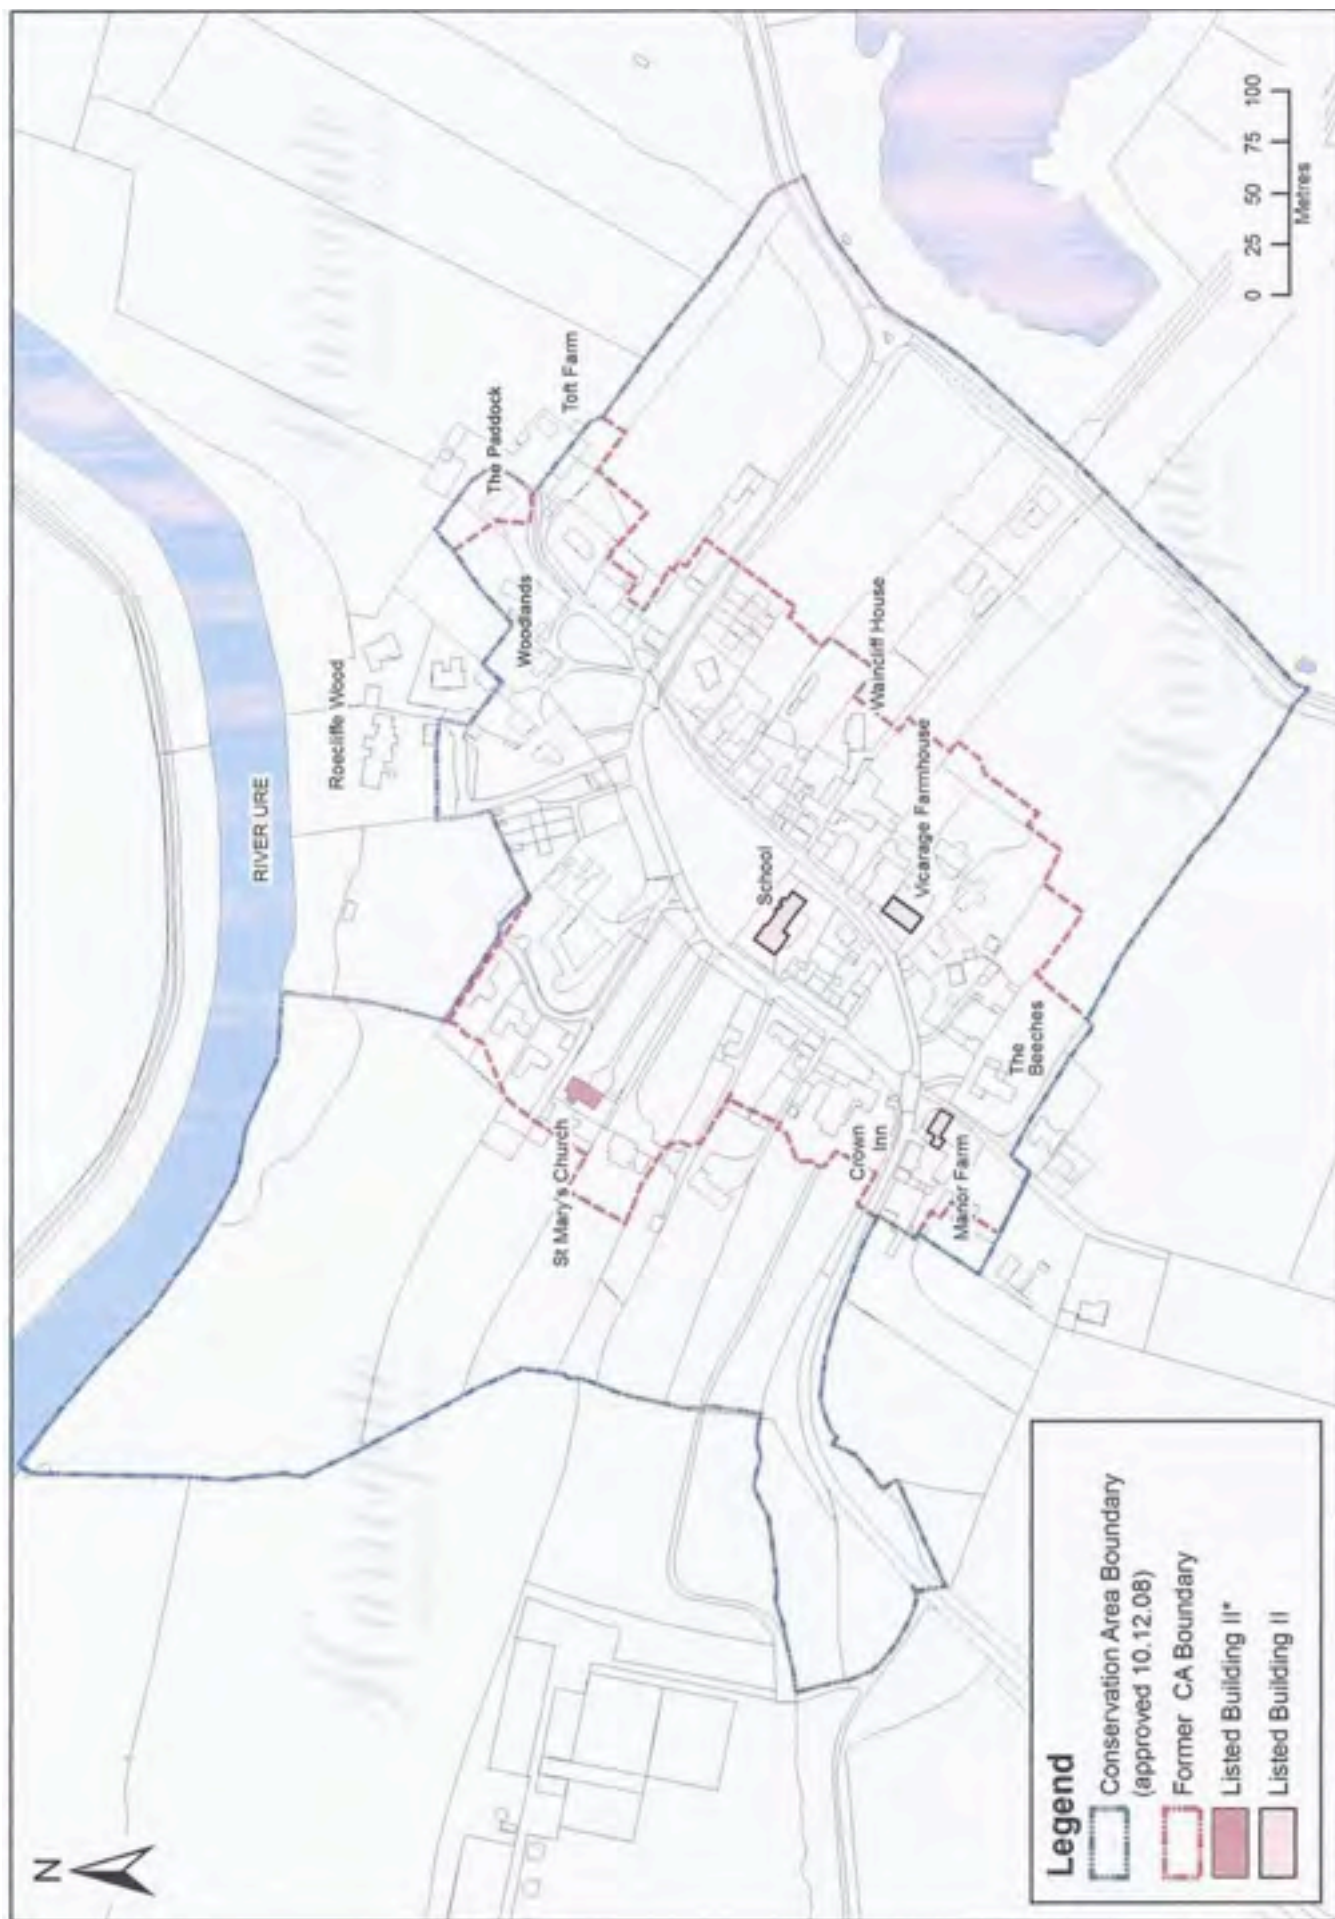 N
RIVER URE
Roecliffe Wood
The Paddock
Toft Farm
Woodlands
St Mary's Church
School
Waincliff House
Vicarage Farmhouse
Crown
Inn
Manor Farm
The
Beeches
Legend
Conservation Area Boundary
(approved 10.12.08)
Former CA Boundary
Listed Building II*
Listed Building II
0 25 50 75 100
Metres